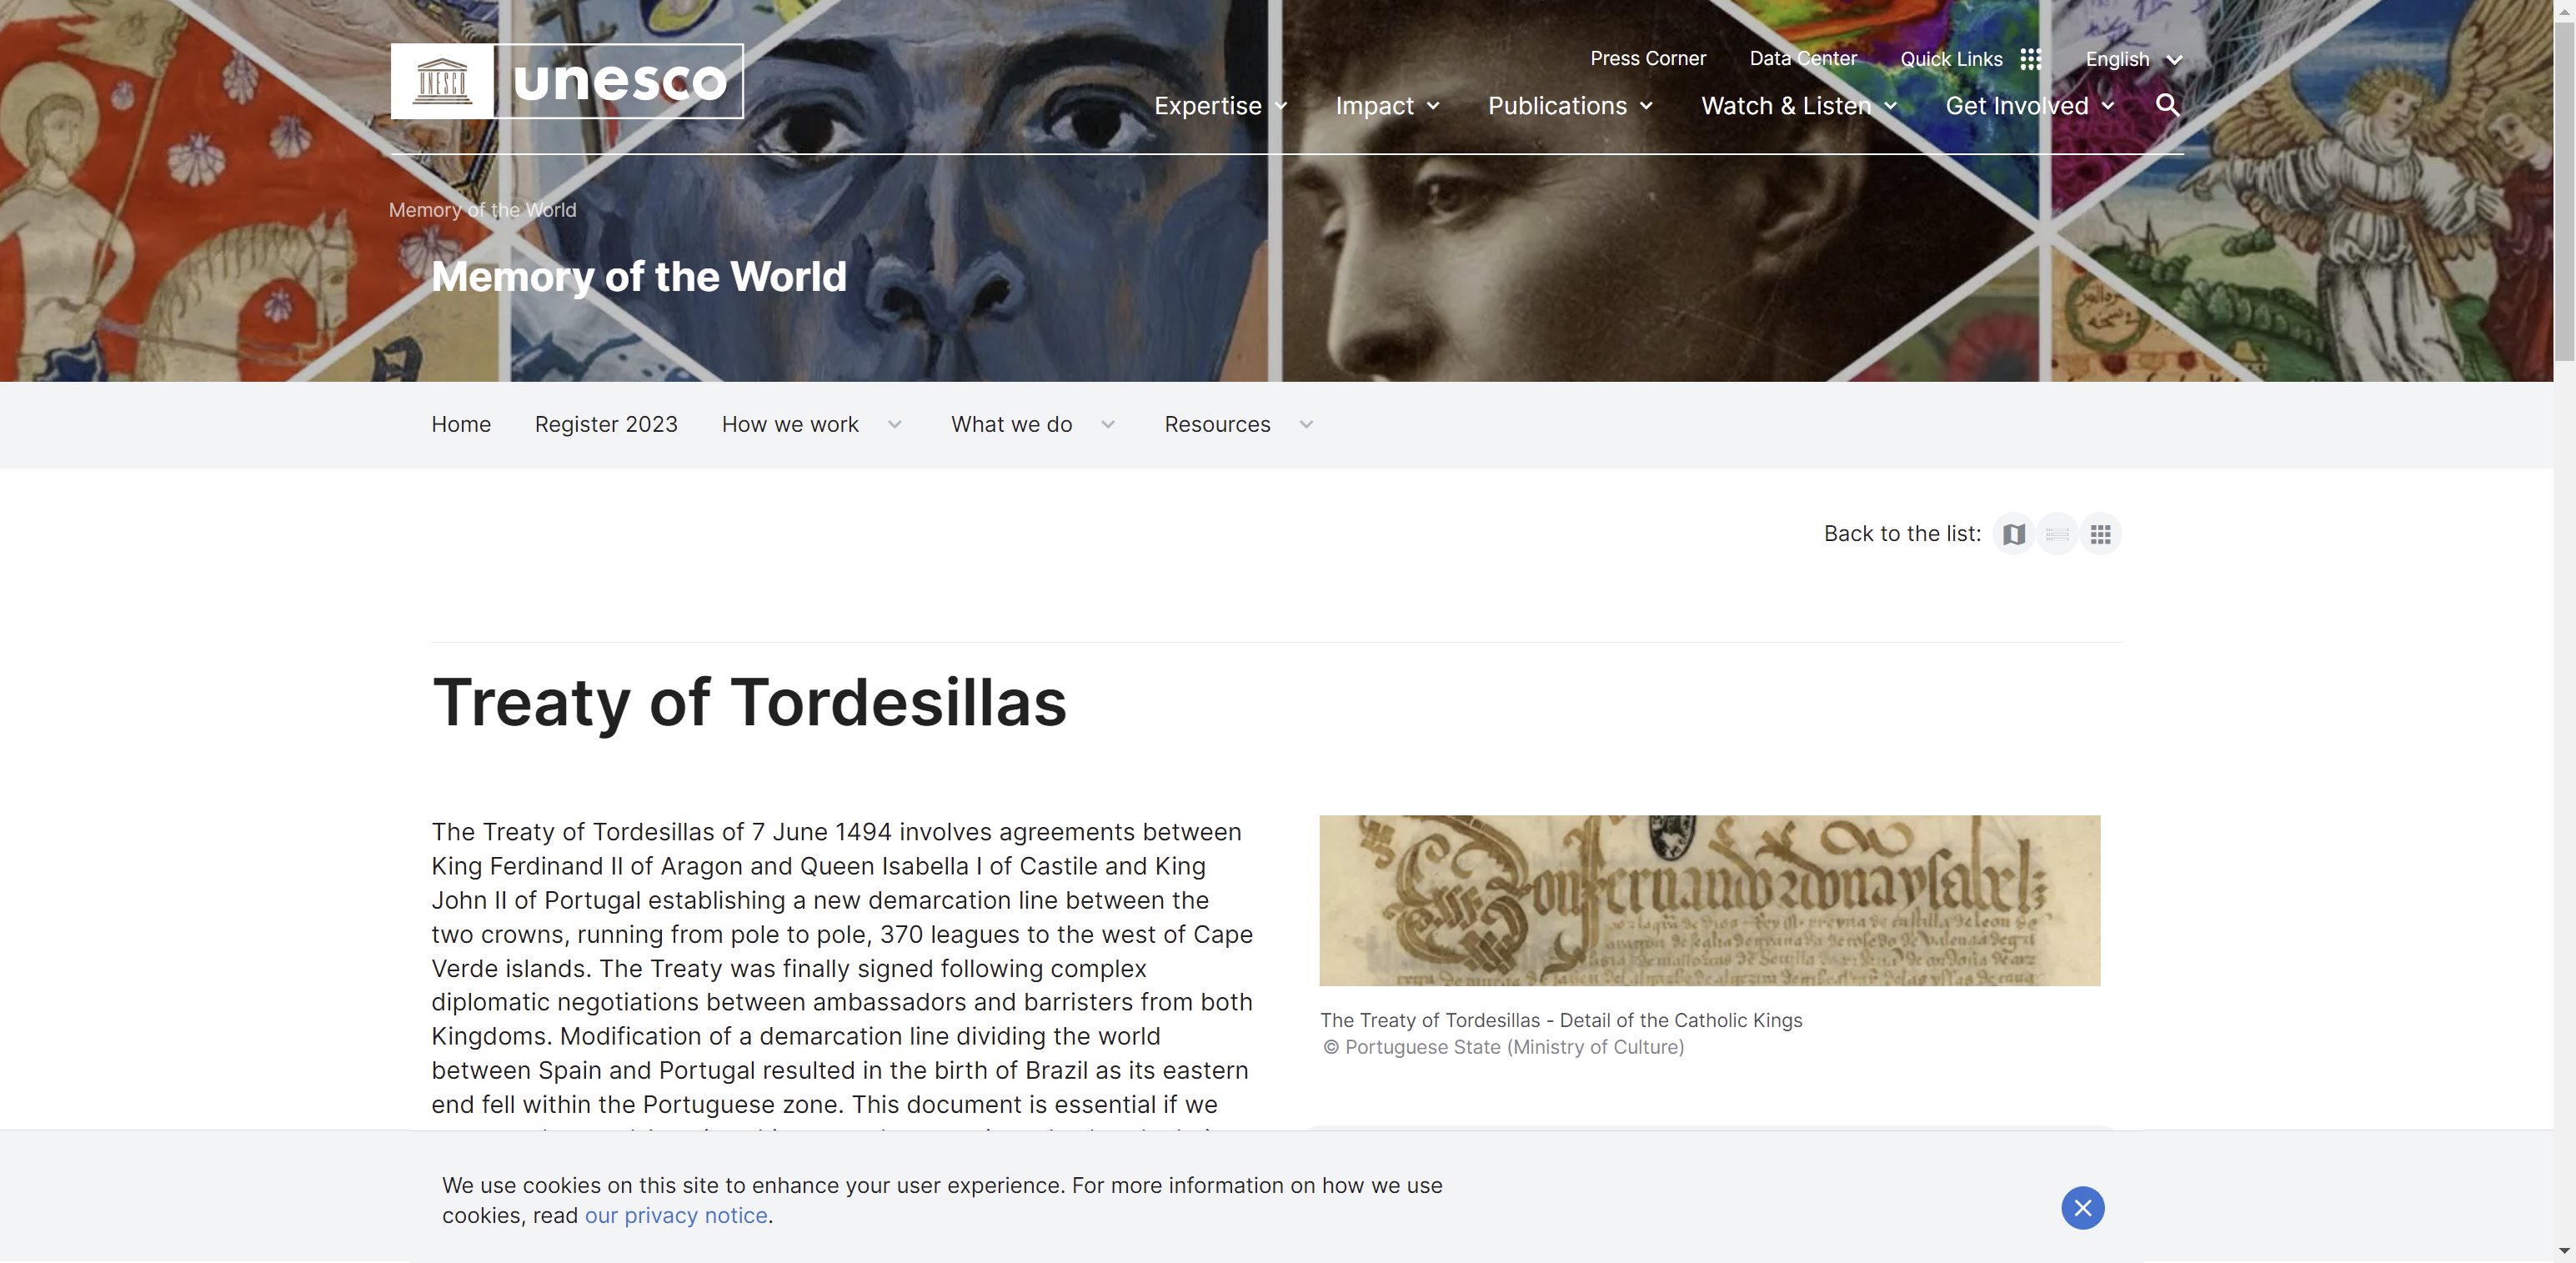 UNESCO
unesco
Press Corner
Data Center
Quick Links
English
Expertise
Impact
Publications
Watch & Listen
Get Involved
Memory of the World
Memory of the World
Home
Register 2023
How we work
What we do
Resources
Back to the list:
Treaty of Tordesillas
The Treaty of Tordesillas of 7 June 1494 involves agreements between
King Ferdinand II of Aragon and Queen Isabella I of Castile and King
John II of Portugal establishing a new demarcation line between the
two crowns, running from pole to pole, 370 leagues to the west of Cape
Verde islands. The Treaty was finally signed following complex
diplomatic negotiations between ambassadors and barristers from both
Kingdoms. Modification of a demarcation line dividing the world
between Spain and Portugal resulted in the birth of Brazil as its eastern
end fell within the Portuguese zone. This document is essential if we
The Treaty of Tordesillas - Detail of the Catholic Kings
© Portuguese State (Ministry of Culture)
We use cookies on this site to enhance your user experience. For more information on how we use
cookies, read our privacy notice.